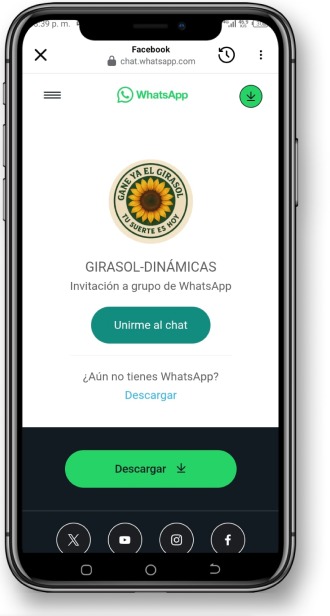 5.39 p. m.
Facebook
chat.whatsapp.com
WhatsApp
GANE YA EL GIRASOL
TU SUERTE ES HOY
GIRASOL-DINÁMICAS
Invitación a grupo de WhatsApp
Unirme al chat
¿Aún no tienes WhatsApp?
Descargar
Descargar